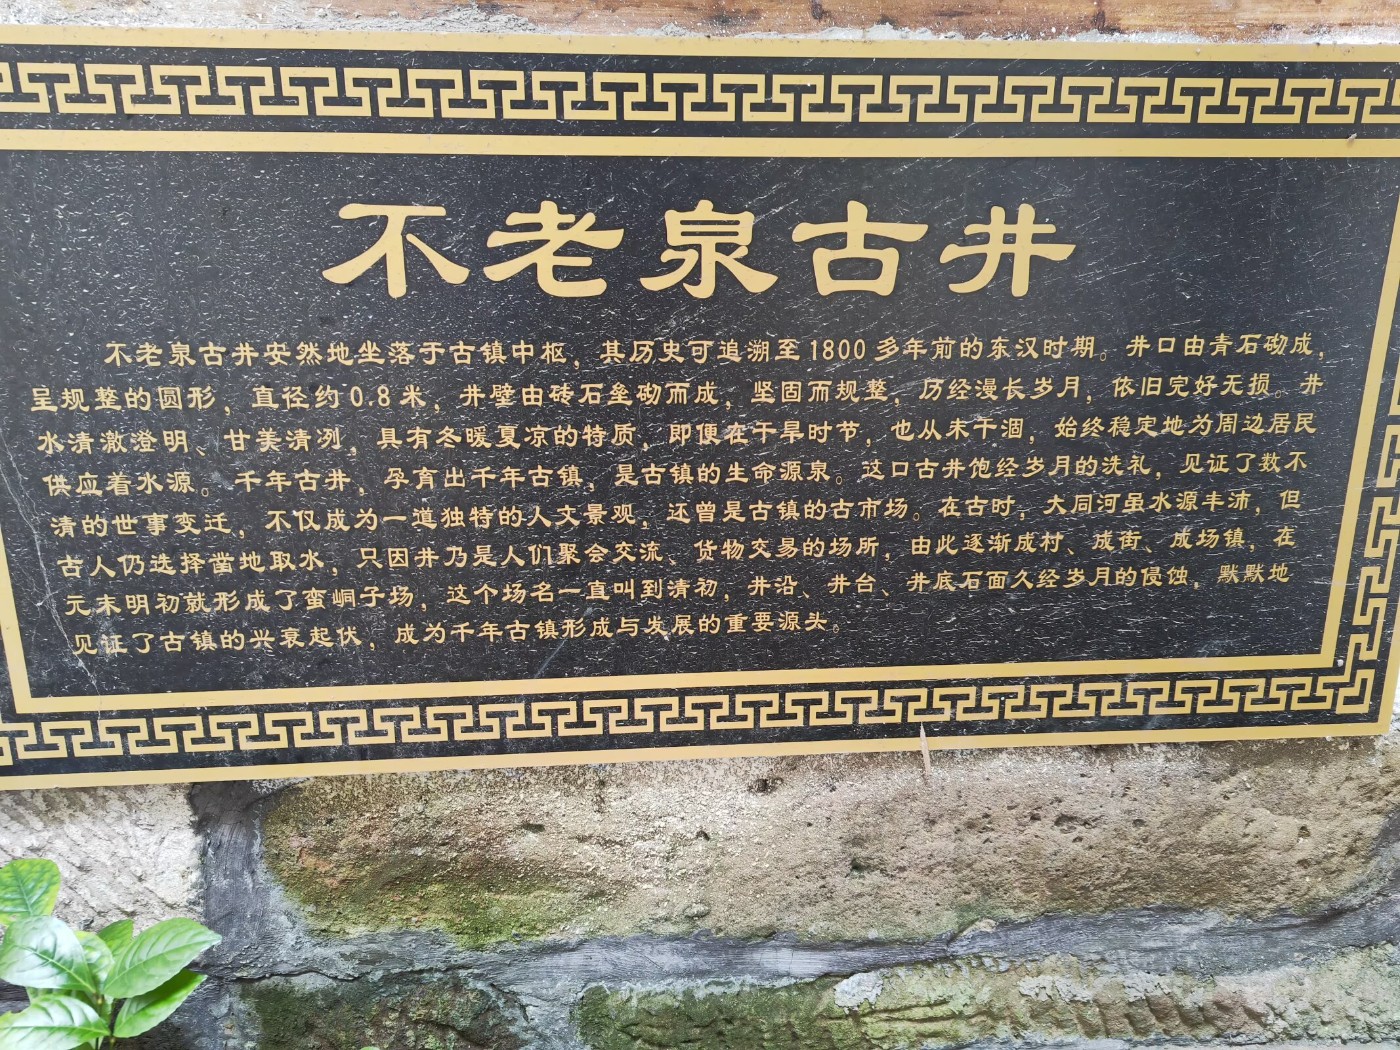 不老泉古井
不老泉古井安然地坐落于古镇中枢，其历史可追溯至1800多年前的东汉时期。井口由青石砌成，
呈规整的圆形，直径约0.8米，井壁由砖石垒砌而成，坚固而规整，历经漫长岁月，依旧完好无损。井
水清澈澄明、甘美清冽，具有冬暖夏凉的特质，即便在干旱时节，也从未干涸，始终稳定地为周边居民
供应着水源。千年古井，孕育出千年古镇，是古镇的生命源泉。这口古井饱经岁月的洗礼，见证了数不
清的世事变迁，不仅成为一道独特的人文景观，还曾是古镇的古市场。在古时，大同河虽水源丰沛，但
古人仍选择凿地取水，只因井乃是人们聚会交流、货物交易的场所，由此逐渐成村、成街、成场镇，在
元末明初就形成了蛮峒子场，这个场名一直叫到清初，井沿、井台、井底石面久经岁月的侵蚀，默默地
见证了古镇的兴衰起伏，成为千年古镇形成与发展的重要源头。